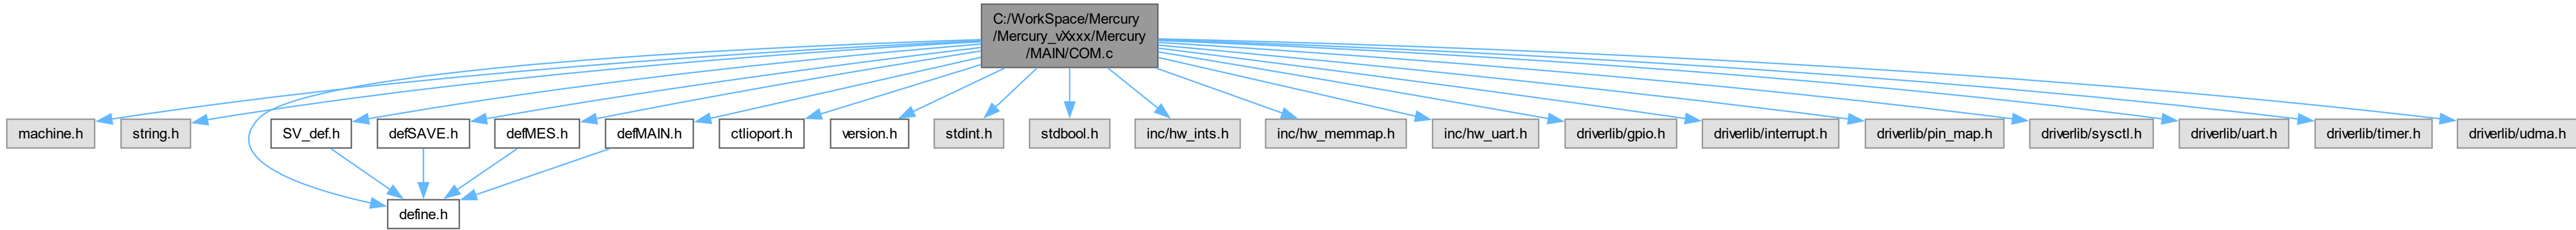 C:/WorkSpace/Mercury
/Mercury_vXxxx/Mercury
/MAIN/COM.c
machine.h
string.h
SV_def.h
defSAVE.h
defMES.h
defMAIN.h
ctlioport.h
version.h
stdint.h
stdbool.h
inc/hw_ints.h
inc/hw_memmap.h
inc/hw_uart.h
driverlib/gpio.h
driverlib/interrupt.h
driverlib/pin_map.h
driverlib/sysctl.h
driverlib/uart.h
driverlib/timer.h
driverlib/udma.h
define.h